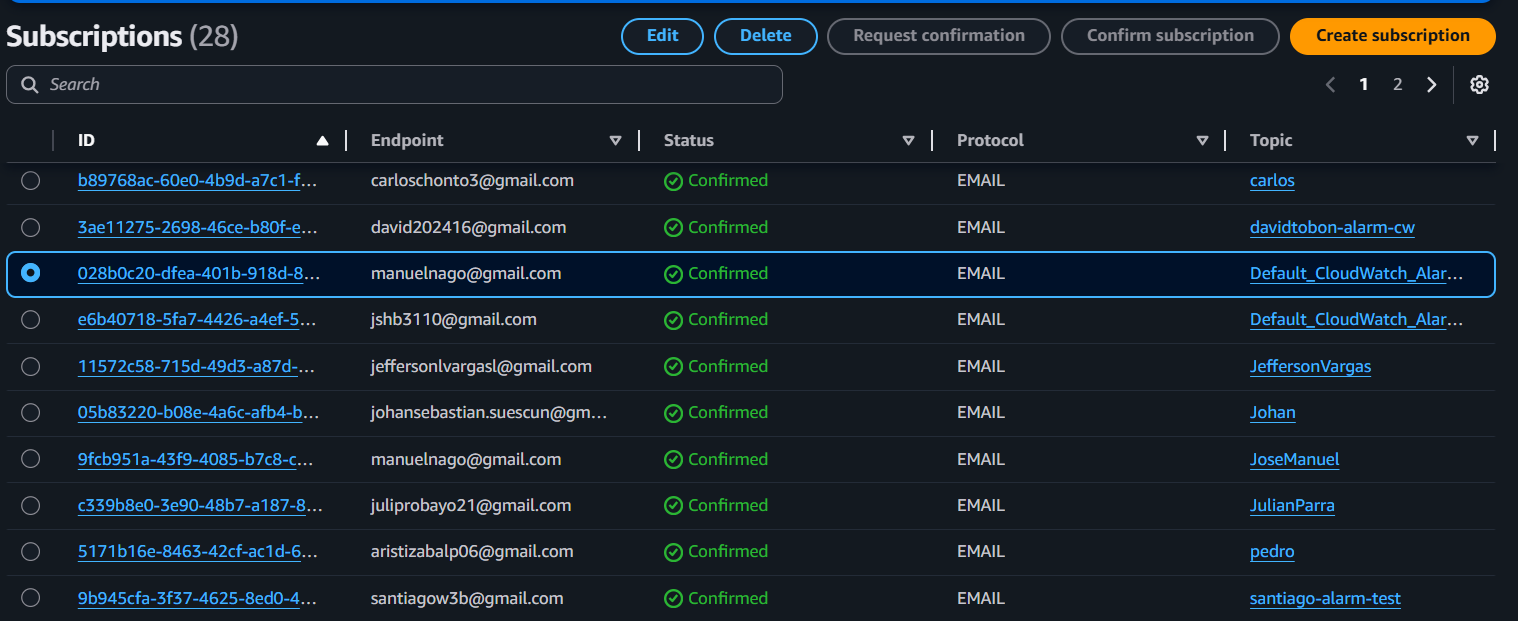 Subscriptions (28) Edit Delete Request confirmation Confirm subscription Create subscription
Search 1 2
ID Endpoint Status Protocol Topic
b89768ac-60e0-4b9d-a7c1-f... carloschonto3@gmail.com Confirmed EMAIL carlos
3ae11275-2698-46ce-b80f-e... david202416@gmail.com Confirmed EMAIL davidtobon-alarm-cw
028b0c20-dfea-401b-918d-8... manuelnago@gmail.com Confirmed EMAIL Default_CloudWatch_Alar...
e6b40718-5fa7-4426-a4ef-5... jshb3110@gmail.com Confirmed EMAIL Default_CloudWatch_Alar...
11572c58-715d-49d3-a87d-... jeffersonlvargasl@gmail.com Confirmed EMAIL JeffersonVargas
05b83220-b08e-4a6c-afb4-b... johansebastian.suescun@gm... Confirmed EMAIL Johan
9fcb951a-43f9-4085-b7c8-c... manuelnago@gmail.com Confirmed EMAIL JoseManuel
c339b8e0-3e90-48b7-a187-8... juliprobayo21@gmail.com Confirmed EMAIL JulianParra
5171b16e-8463-42cf-ac1d-6... aristizabalp06@gmail.com Confirmed EMAIL pedro
9b945cfa-3f37-4625-8ed0-4... santiagow3b@gmail.com Confirmed EMAIL santiago-alarm-test